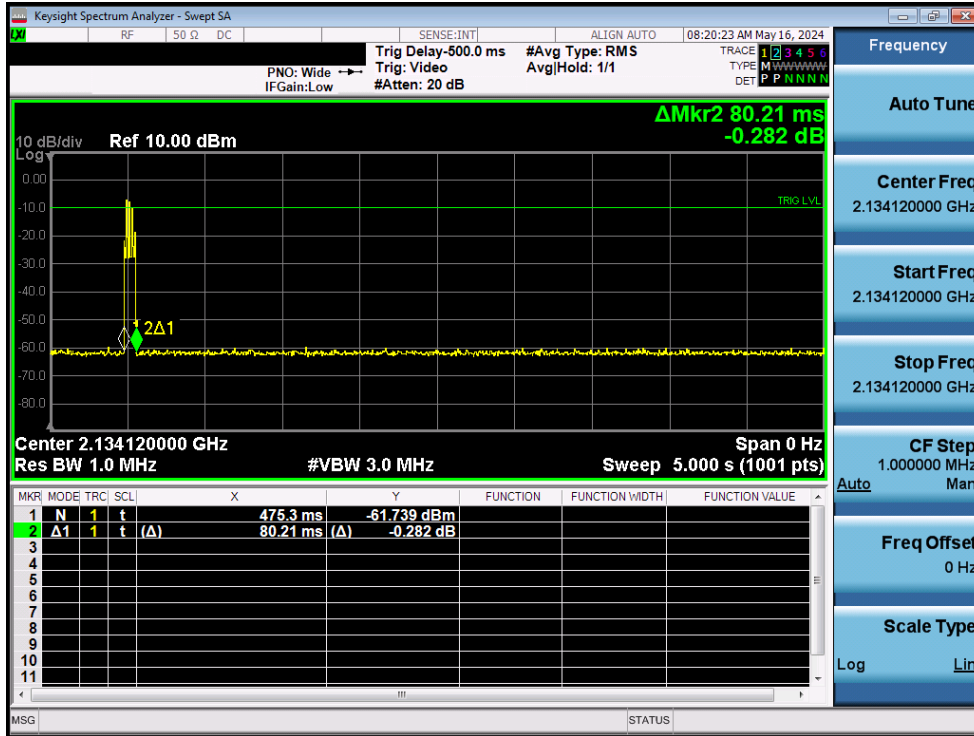 Keysight Spectrum Analyzer - Swept SA
LXI RF 50 Ω DC SENSE:INT ALIGN AUTO 08:20:23 AM May 16, 2024
Trig Delay-500.0 ms #Avg Type: RMS TRACE 1 2 3 4 5 6
PNO: Wide Trig: Video Avg|Hold: 1/1 TYPE M WWWWW
IFGain:Low #Atten: 20 dB DET P P N N N N
ΔMkr2 80.21 ms
-0.282 dB
10 dB/div Ref 10.00 dBm
Log
0.00
-10.0
TRIG LVL
-20.0
-30.0
-40.0
-50.0
1 2Δ1
-60.0
-70.0
-80.0
Center 2.134120000 GHz Span 0 Hz
Res BW 1.0 MHz #VBW 3.0 MHz Sweep 5.000 s (1001 pts)
MKR MODE TRC SCL X Y FUNCTION FUNCTION WIDTH FUNCTION VALUE
1 N 1 t 475.3 ms -61.739 dBm
2 Δ1 1 t (Δ) 80.21 ms (Δ) -0.282 dB
3
4
5
6
7
8
9
10
11
MSG STATUS
Frequency
Auto Tune
Center Freq
2.134120000 GHz
Start Freq
2.134120000 GHz
Stop Freq
2.134120000 GHz
CF Step
1.000000 MHz
Auto Man
Freq Offset
0 Hz
Scale Type
Log Lin